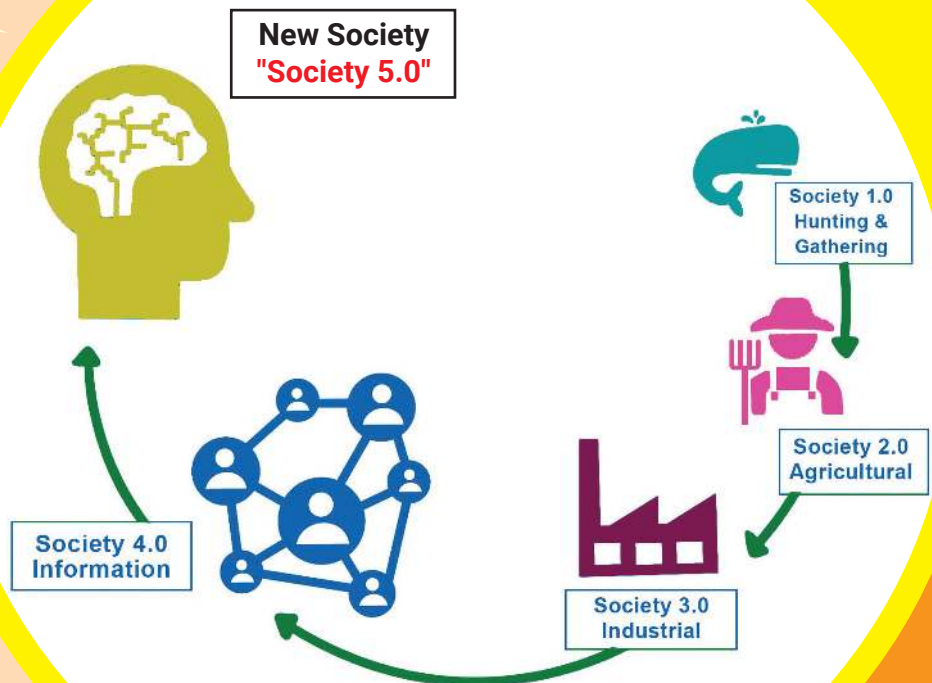 New Society
"Society 5.0"
Society 1.0
Hunting &
Gathering
Society 2.0
Agricultural
Society 3.0
Industrial
Society 4.0
Information